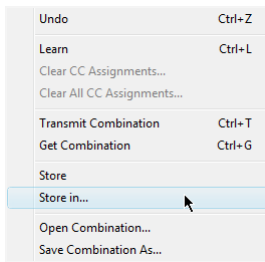 Undo Ctrl+Z
Learn Ctrl+L
Clear CC Assignments...
Clear All CC Assignments...
Transmit Combination Ctrl+T
Get Combination Ctrl+G
Store
Store in...
Open Combination...
Save Combination As...